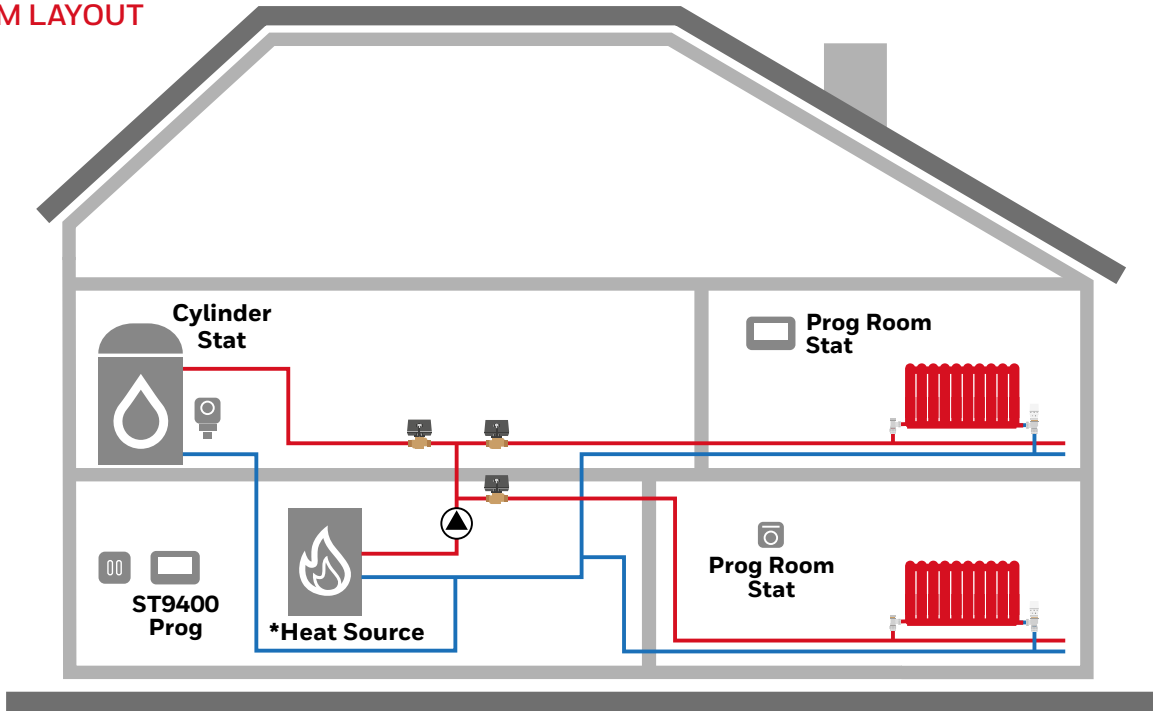 M LAYOUT
Cylinder
Stat
Prog Room
Stat
ST9400
Prog
*Heat Source
Prog Room
Stat